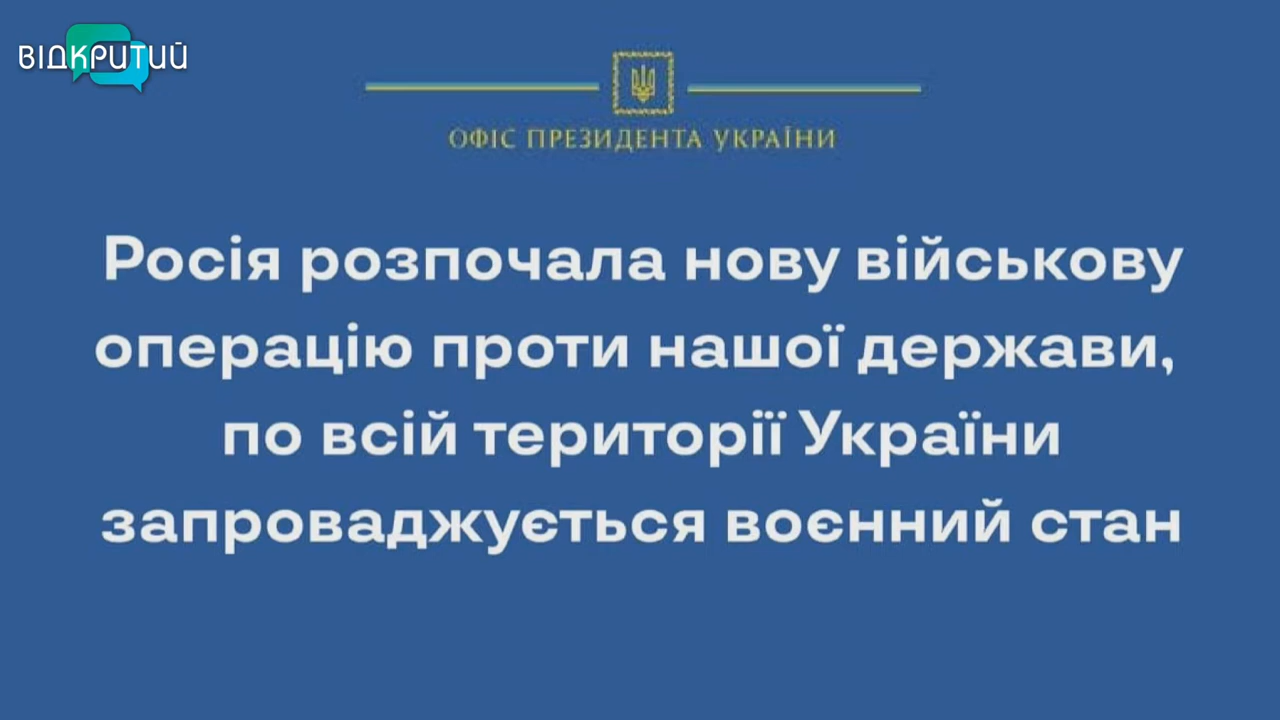 ВІДКРИТИЙ
ОФІС ПРЕЗИДЕНТА УКРАЇНИ
Росія розпочала нову військову
операцію проти нашої держави,
по всій території України
запроваджується воєнний стан